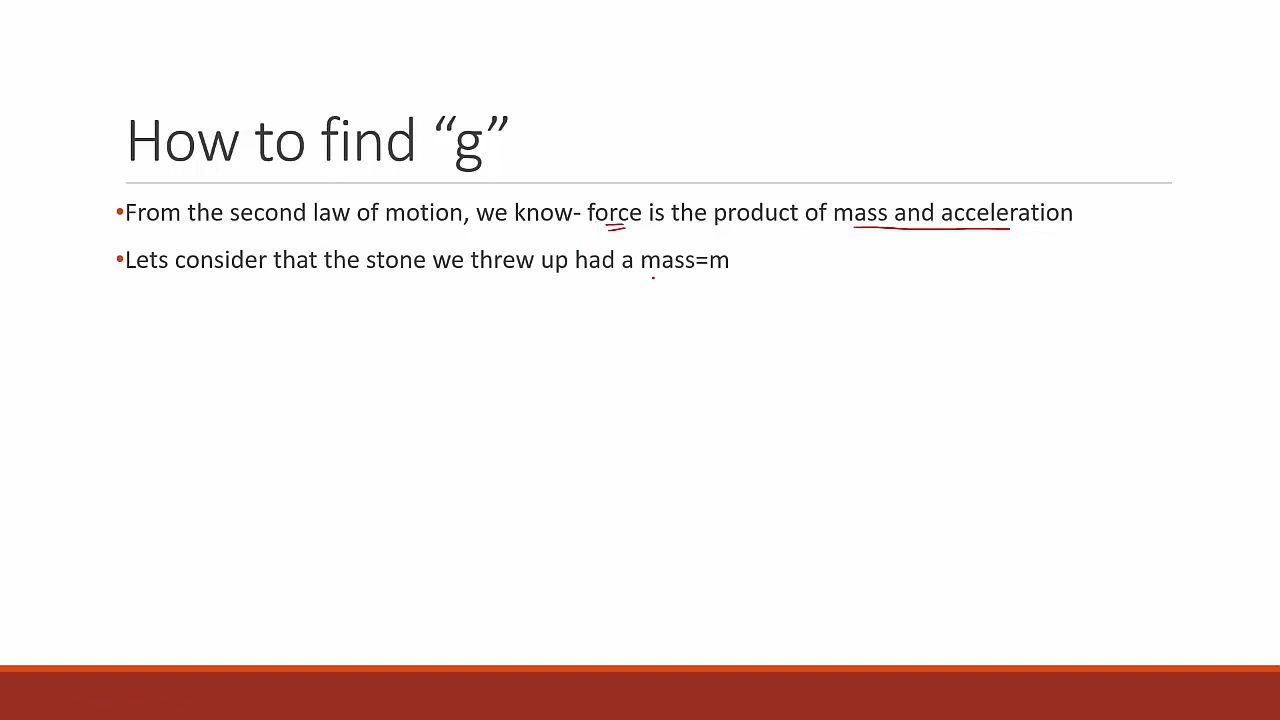 How to find “g”
•From the second law of motion, we know- force is the product of mass and acceleration
•Lets consider that the stone we threw up had a mass=m